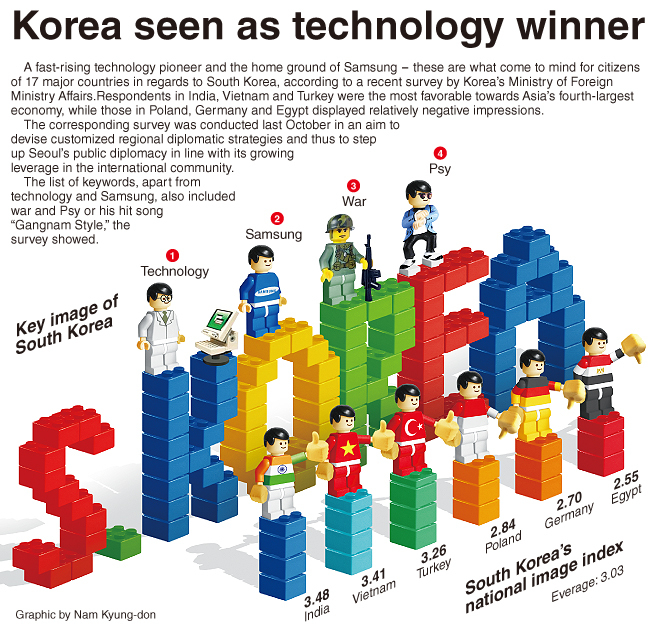 Korea seen as technology winner
A fast-rising technology pioneer and the home ground of Samsung – these are what come to mind for citizens
of 17 major countries in regards to South Korea, according to a recent survey by Korea's Ministry of Foreign
Ministry Affairs.Respondents in India, Vietnam and Turkey were the most favorable towards Asia's fourth-largest
economy, while those in Poland, Germany and Egypt displayed relatively negative impressions.
The corresponding survey was conducted last October in an aim to
devise customized regional diplomatic strategies and thus to step
up Seoul's public diplomacy in line with its growing
leverage in the international community.
The list of keywords, apart from
technology and Samsung, also included
war and Psy or his hit song
“Gangnam Style,” the
survey showed.
Key image of
South Korea
1
Technology
2
Samsung
3
War
4
Psy
SAMSUNG
S.KOREA
3.48
India
3.41
Vietnam
3.26
Turkey
2.84
Poland
2.70
Germany
2.55
Egypt
South Korea's
national image index
Everage: 3.03
Graphic by Nam Kyung-don